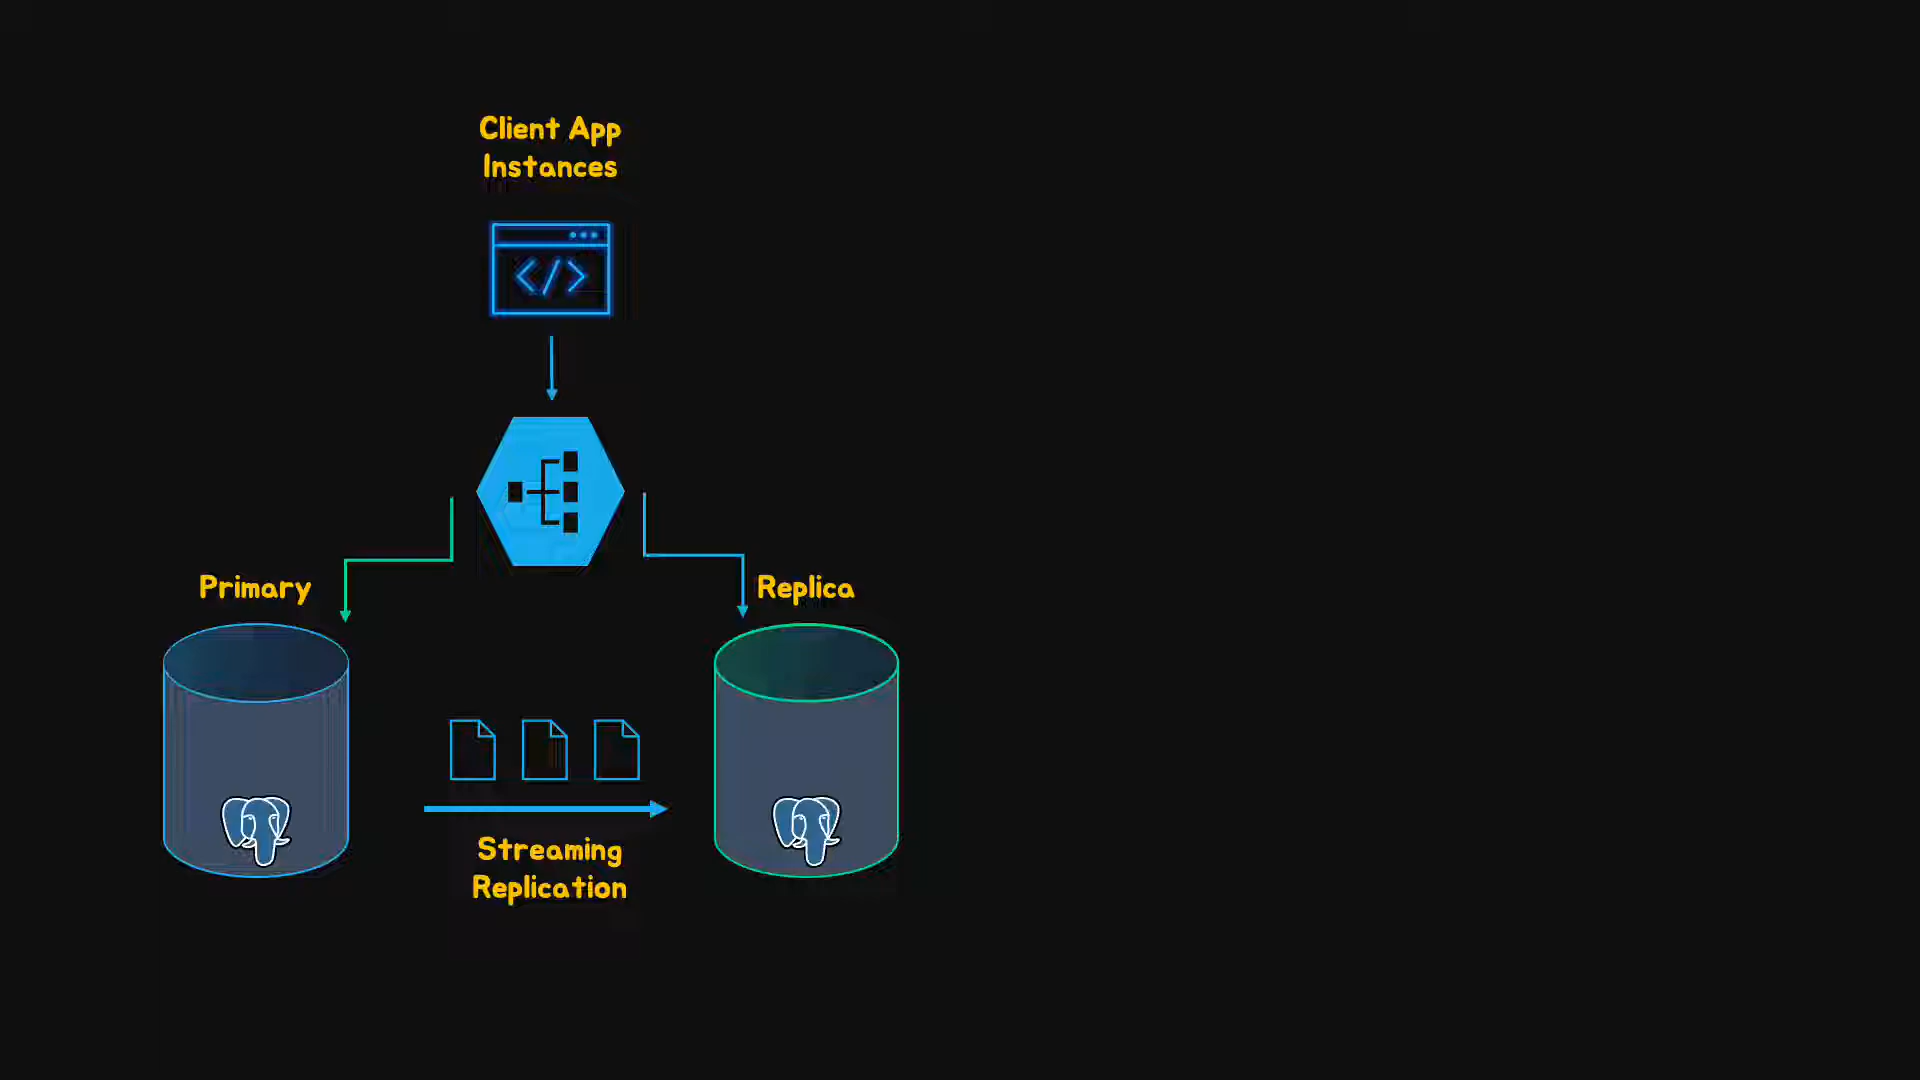 Client App
Instances
</>
Primary
Replica
Streaming
Replication